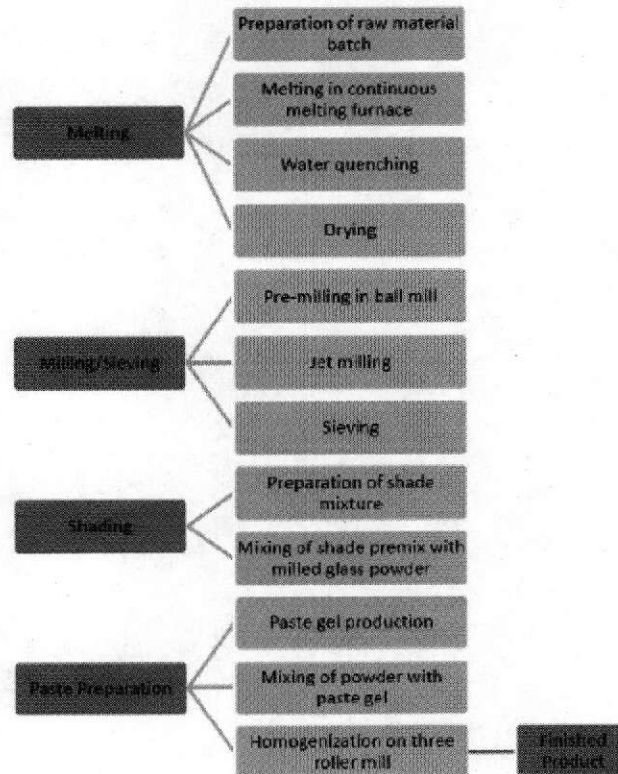 Preparation of raw material
batch
Melting in continuous
melting furnace
Melting
Water quenching
Drying
Pre-milling in ball mill
Milling/Sieving
Jet milling
Sieving
Preparation of shade
mixture
Shading
Mixing of shade premix with
milled glass powder
Paste gel production
Paste Preparation
Mixing of powder with
paste gel
Homogenization on three
roller mill
Finished
Product